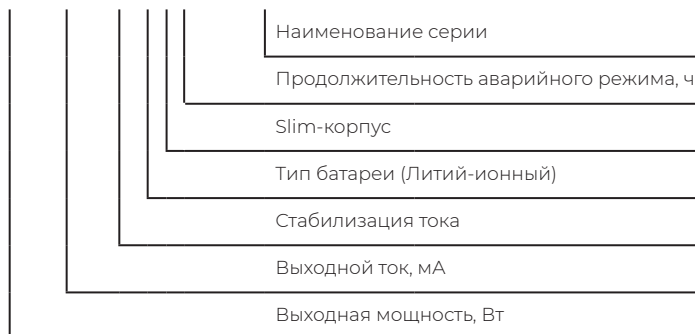 Наименование серии
Продолжительность аварийного режима, ч
Slim-корпус
Тип батареи (Литий-ионный)
Стабилизация тока
Выходной ток, мА
Выходная мощность, Вт